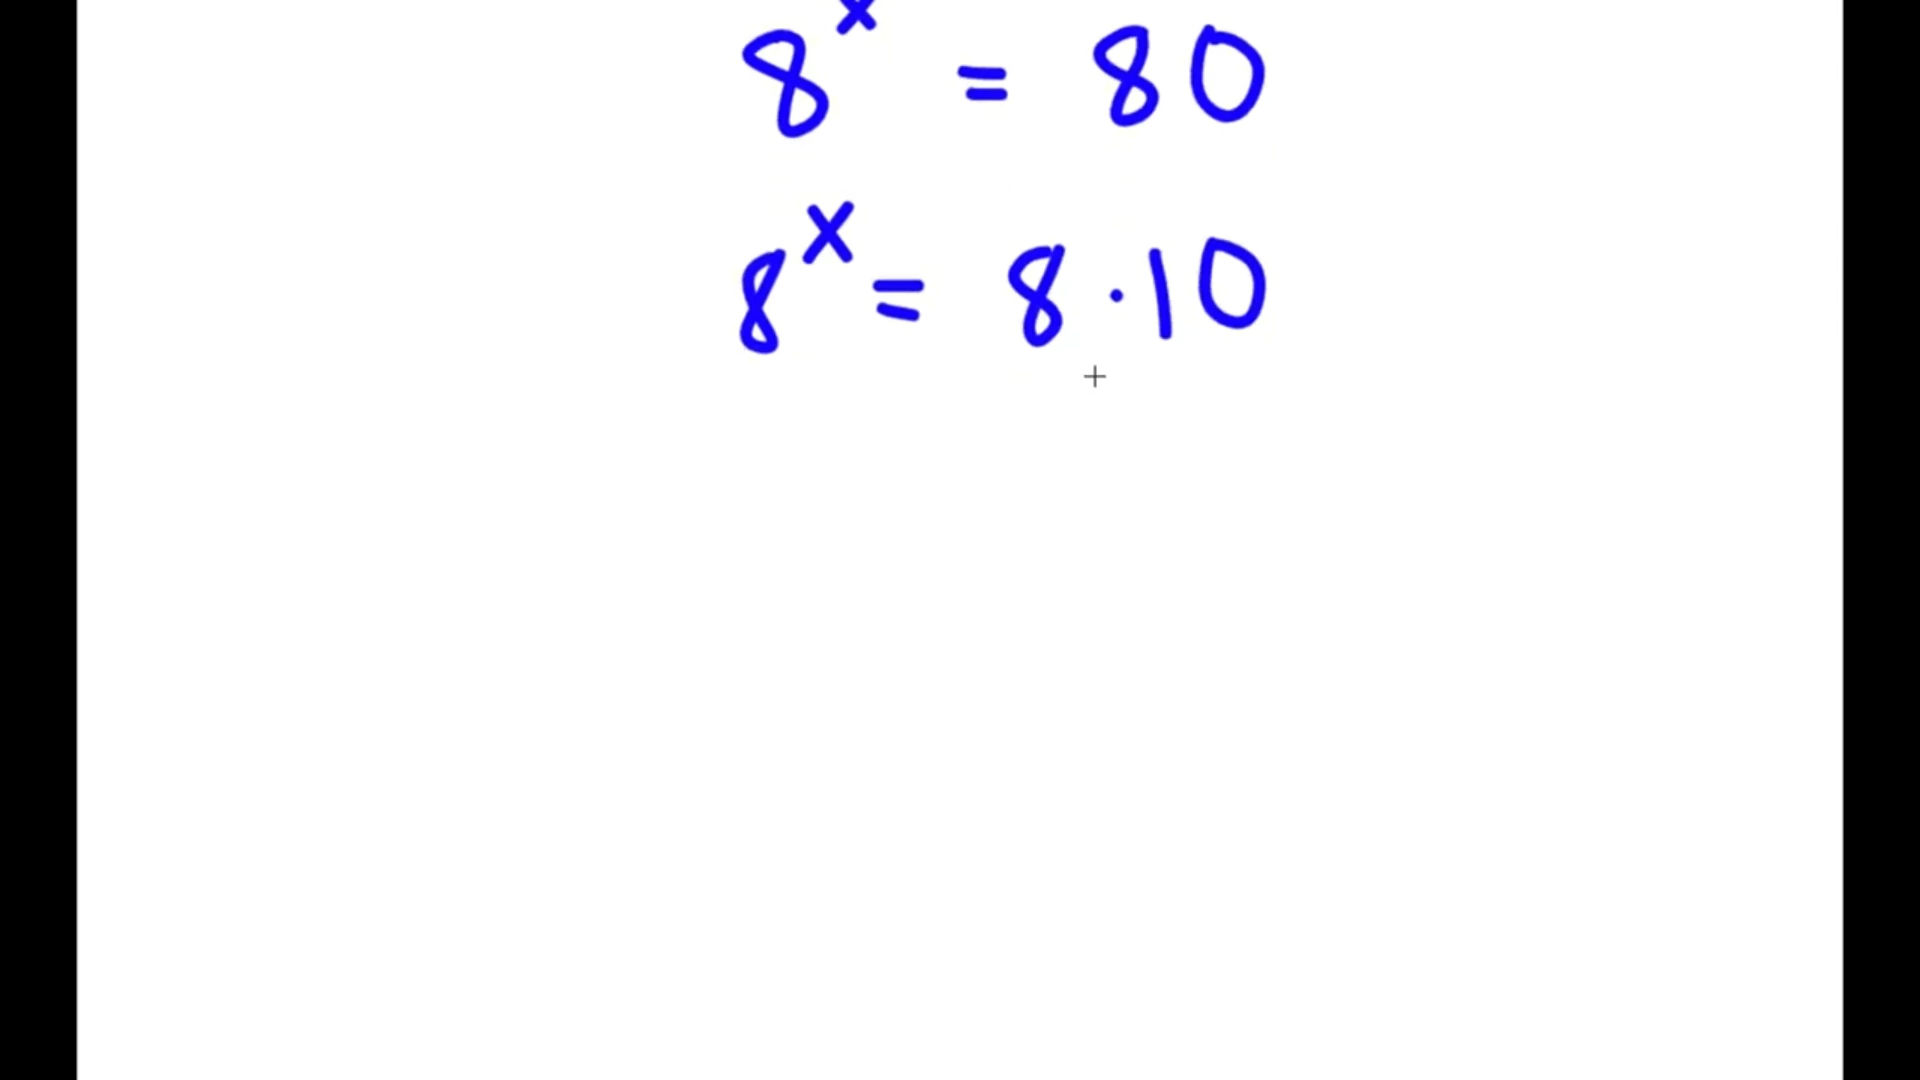 8^x = 80
8^x = 8·10